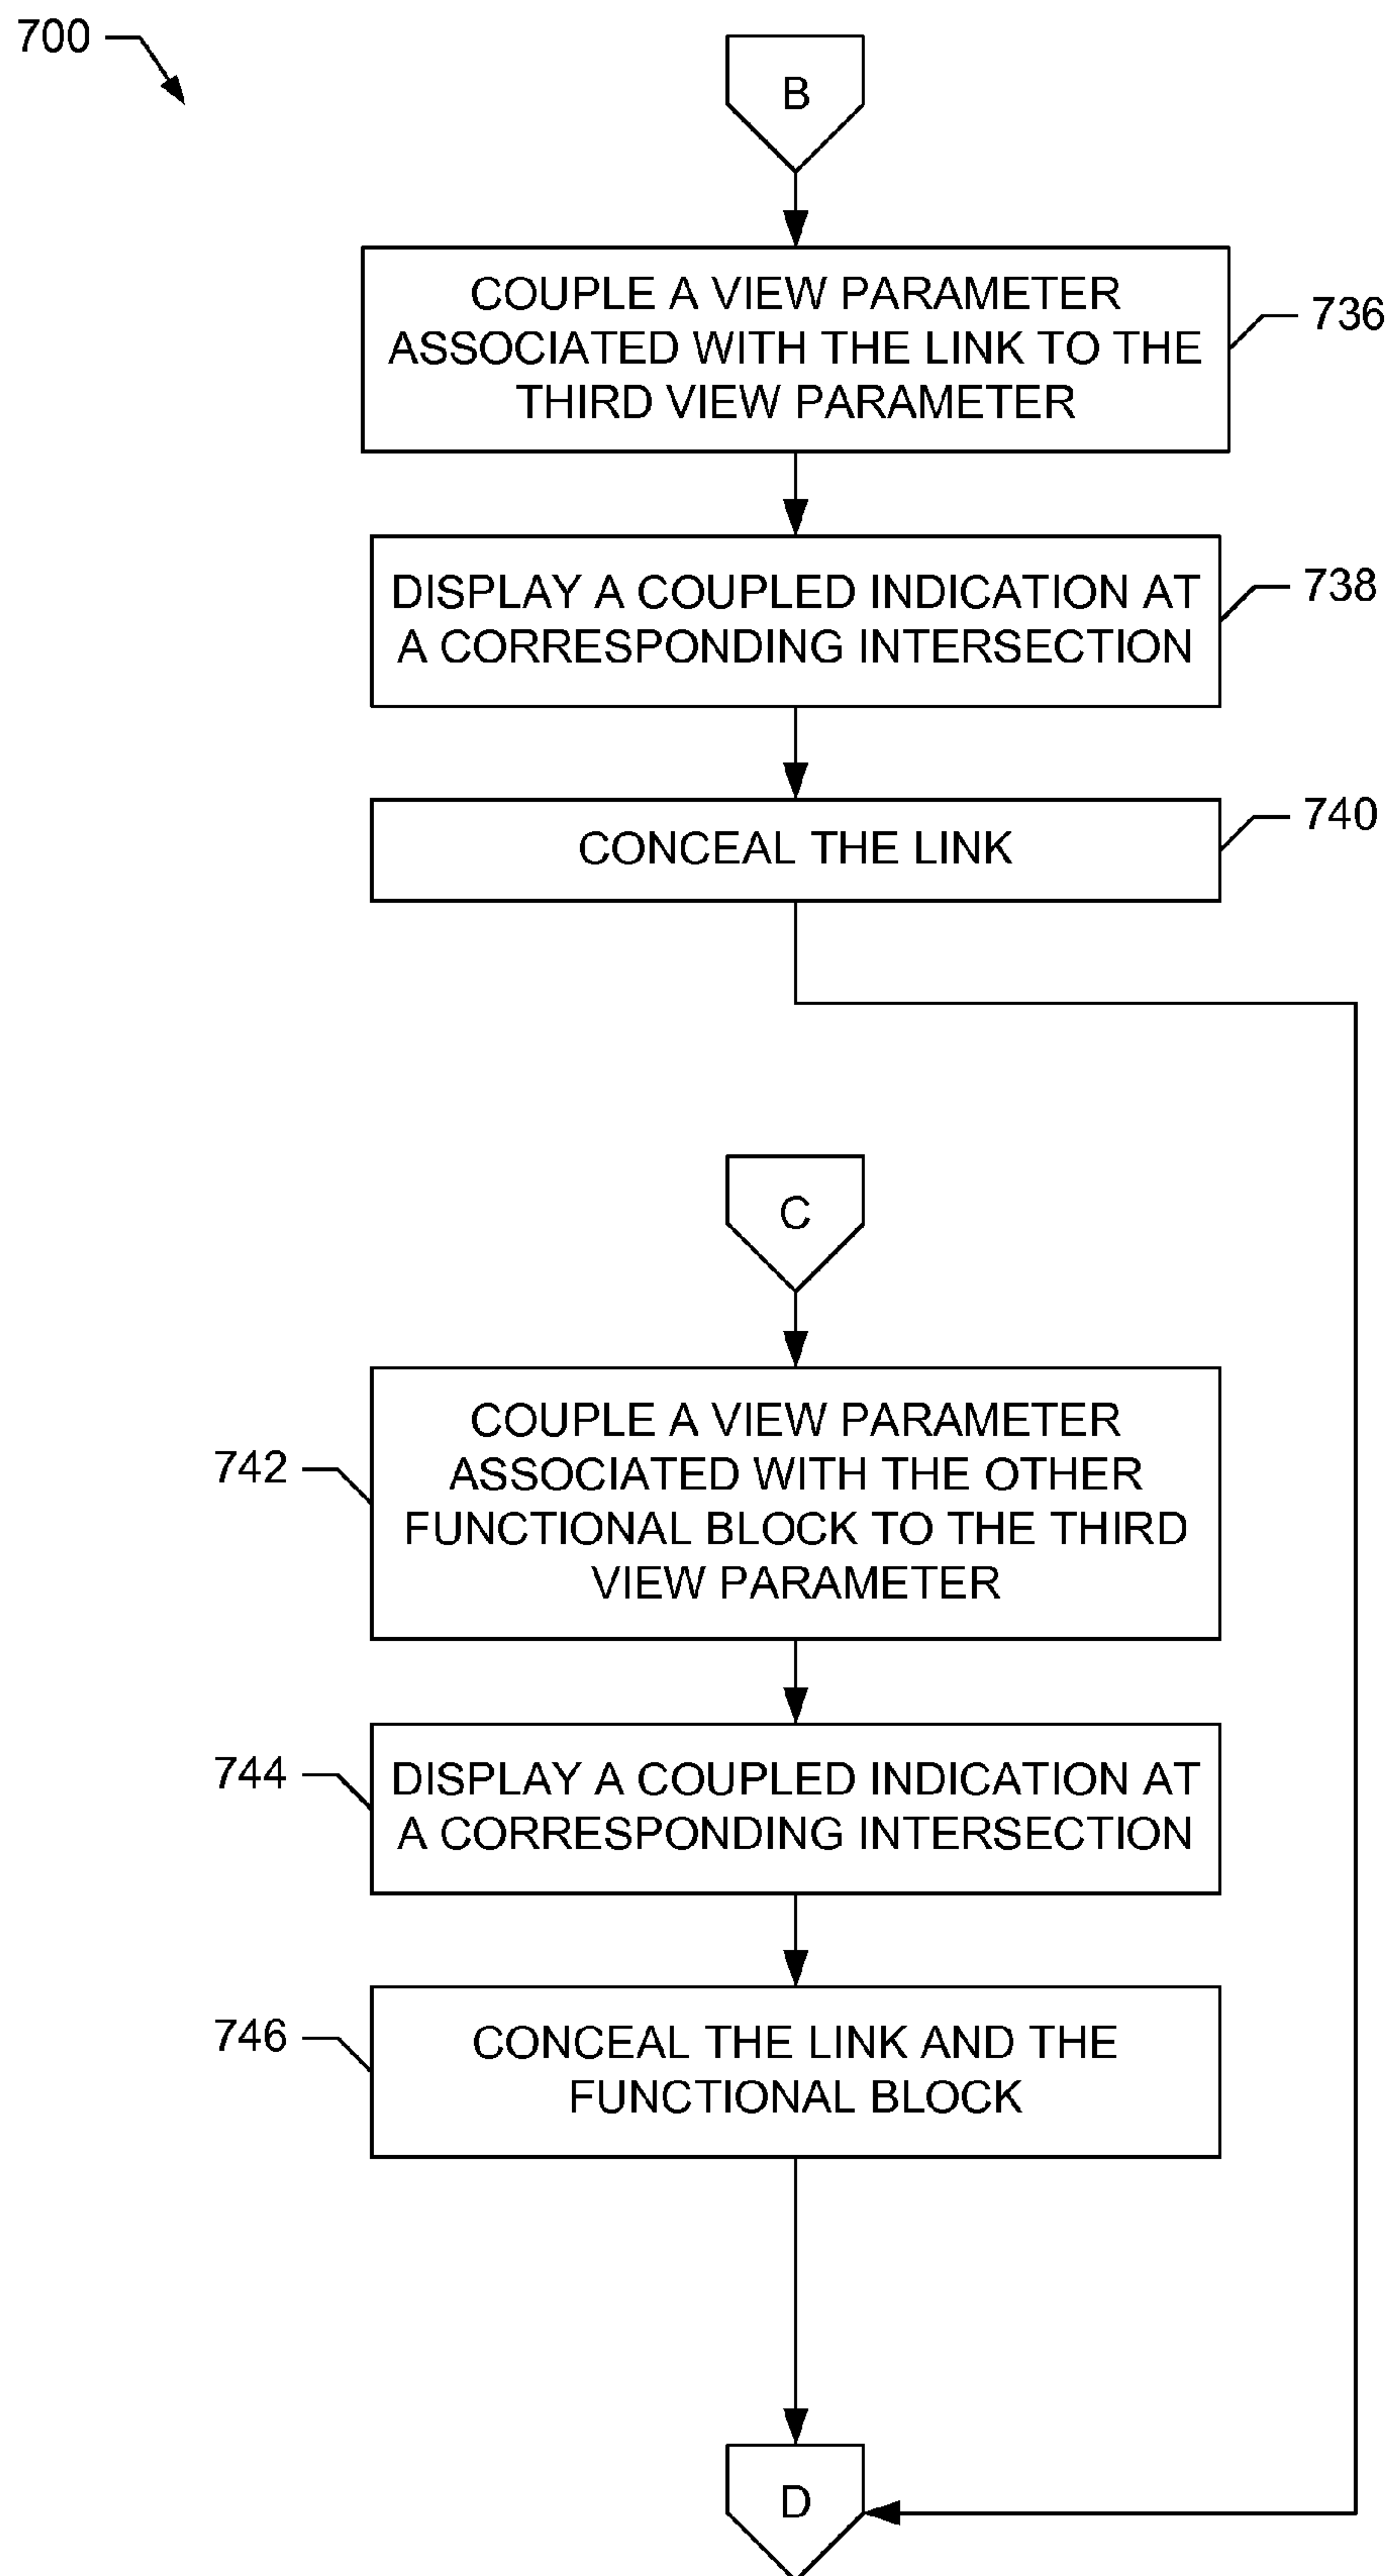 700
B
COUPLE A VIEW PARAMETER
ASSOCIATED WITH THE LINK TO THE
THIRD VIEW PARAMETER
736
DISPLAY A COUPLED INDICATION AT
A CORRESPONDING INTERSECTION
738
CONCEAL THE LINK
740
C
COUPLE A VIEW PARAMETER
ASSOCIATED WITH THE OTHER
FUNCTIONAL BLOCK TO THE THIRD
VIEW PARAMETER
742
DISPLAY A COUPLED INDICATION AT
A CORRESPONDING INTERSECTION
744
CONCEAL THE LINK AND THE
FUNCTIONAL BLOCK
746
D